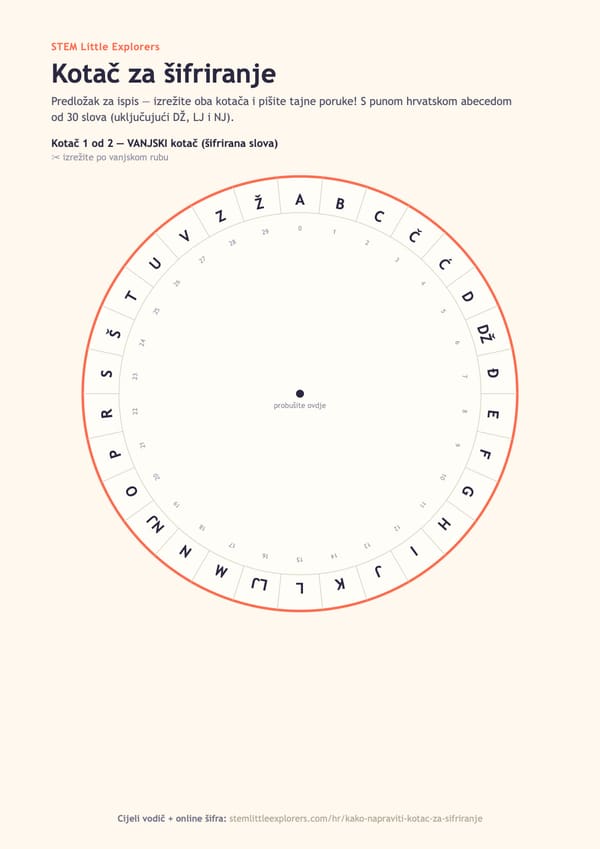 STEM Little Explorers
Kotač za šifriranje
Predložak za ispis — izrežite oba kotača i pišite tajne poruke! S punom hrvatskom abecedom
od 30 slova (uključujući DŽ, LJ i NJ).
Kotač 1 od 2 — VANJSKI kotač (šifrirana slova)
✂ izrežite po vanjskom rubu
A
B
C
Č
Ć
D
DŽ
Đ
E
F
G
H
I
J
K
L
LJ
M
N
NJ
O
P
R
S
Š
T
U
V
Z
Ž
0
1
2
3
4
5
6
7
8
9
10
11
12
13
14
15
16
17
18
19
20
21
22
23
24
25
26
27
28
29
probušite ovdje
Cijeli vodič + online šifra: stemlittleexplorers.com/hr/kako-napraviti-kotac-za-sifriranje